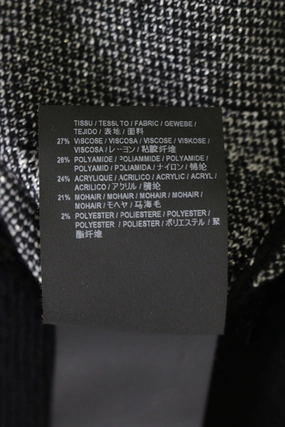 TISSU / TESSUTO / FABRIC / GEWEBE /
TEJIDO / 表地 / 面料
27% VISCOSE / VISCOSA / VISCOSE / VISKOSE /
VISCOSA / レーヨン / 粘胶纤维
26% POLYAMIDE / POLIAMMIDE / POLYAMIDE /
POLYAMID / POLIAMIDA / ナイロン / 锦纶
24% ACRYLIQUE / ACRILICO / ACRYLIC / ACRYL /
ACRILICO / アクリル / 腈纶
21% MOHAIR / MOHAIR / MOHAIR / MOHAIR /
MOHAIR / モヘヤ / 马海毛
2% POLYESTER / POLIESTERE / POLYESTER /
POLYESTER / POLIESTER / ポリエステル / 聚
酯纤维